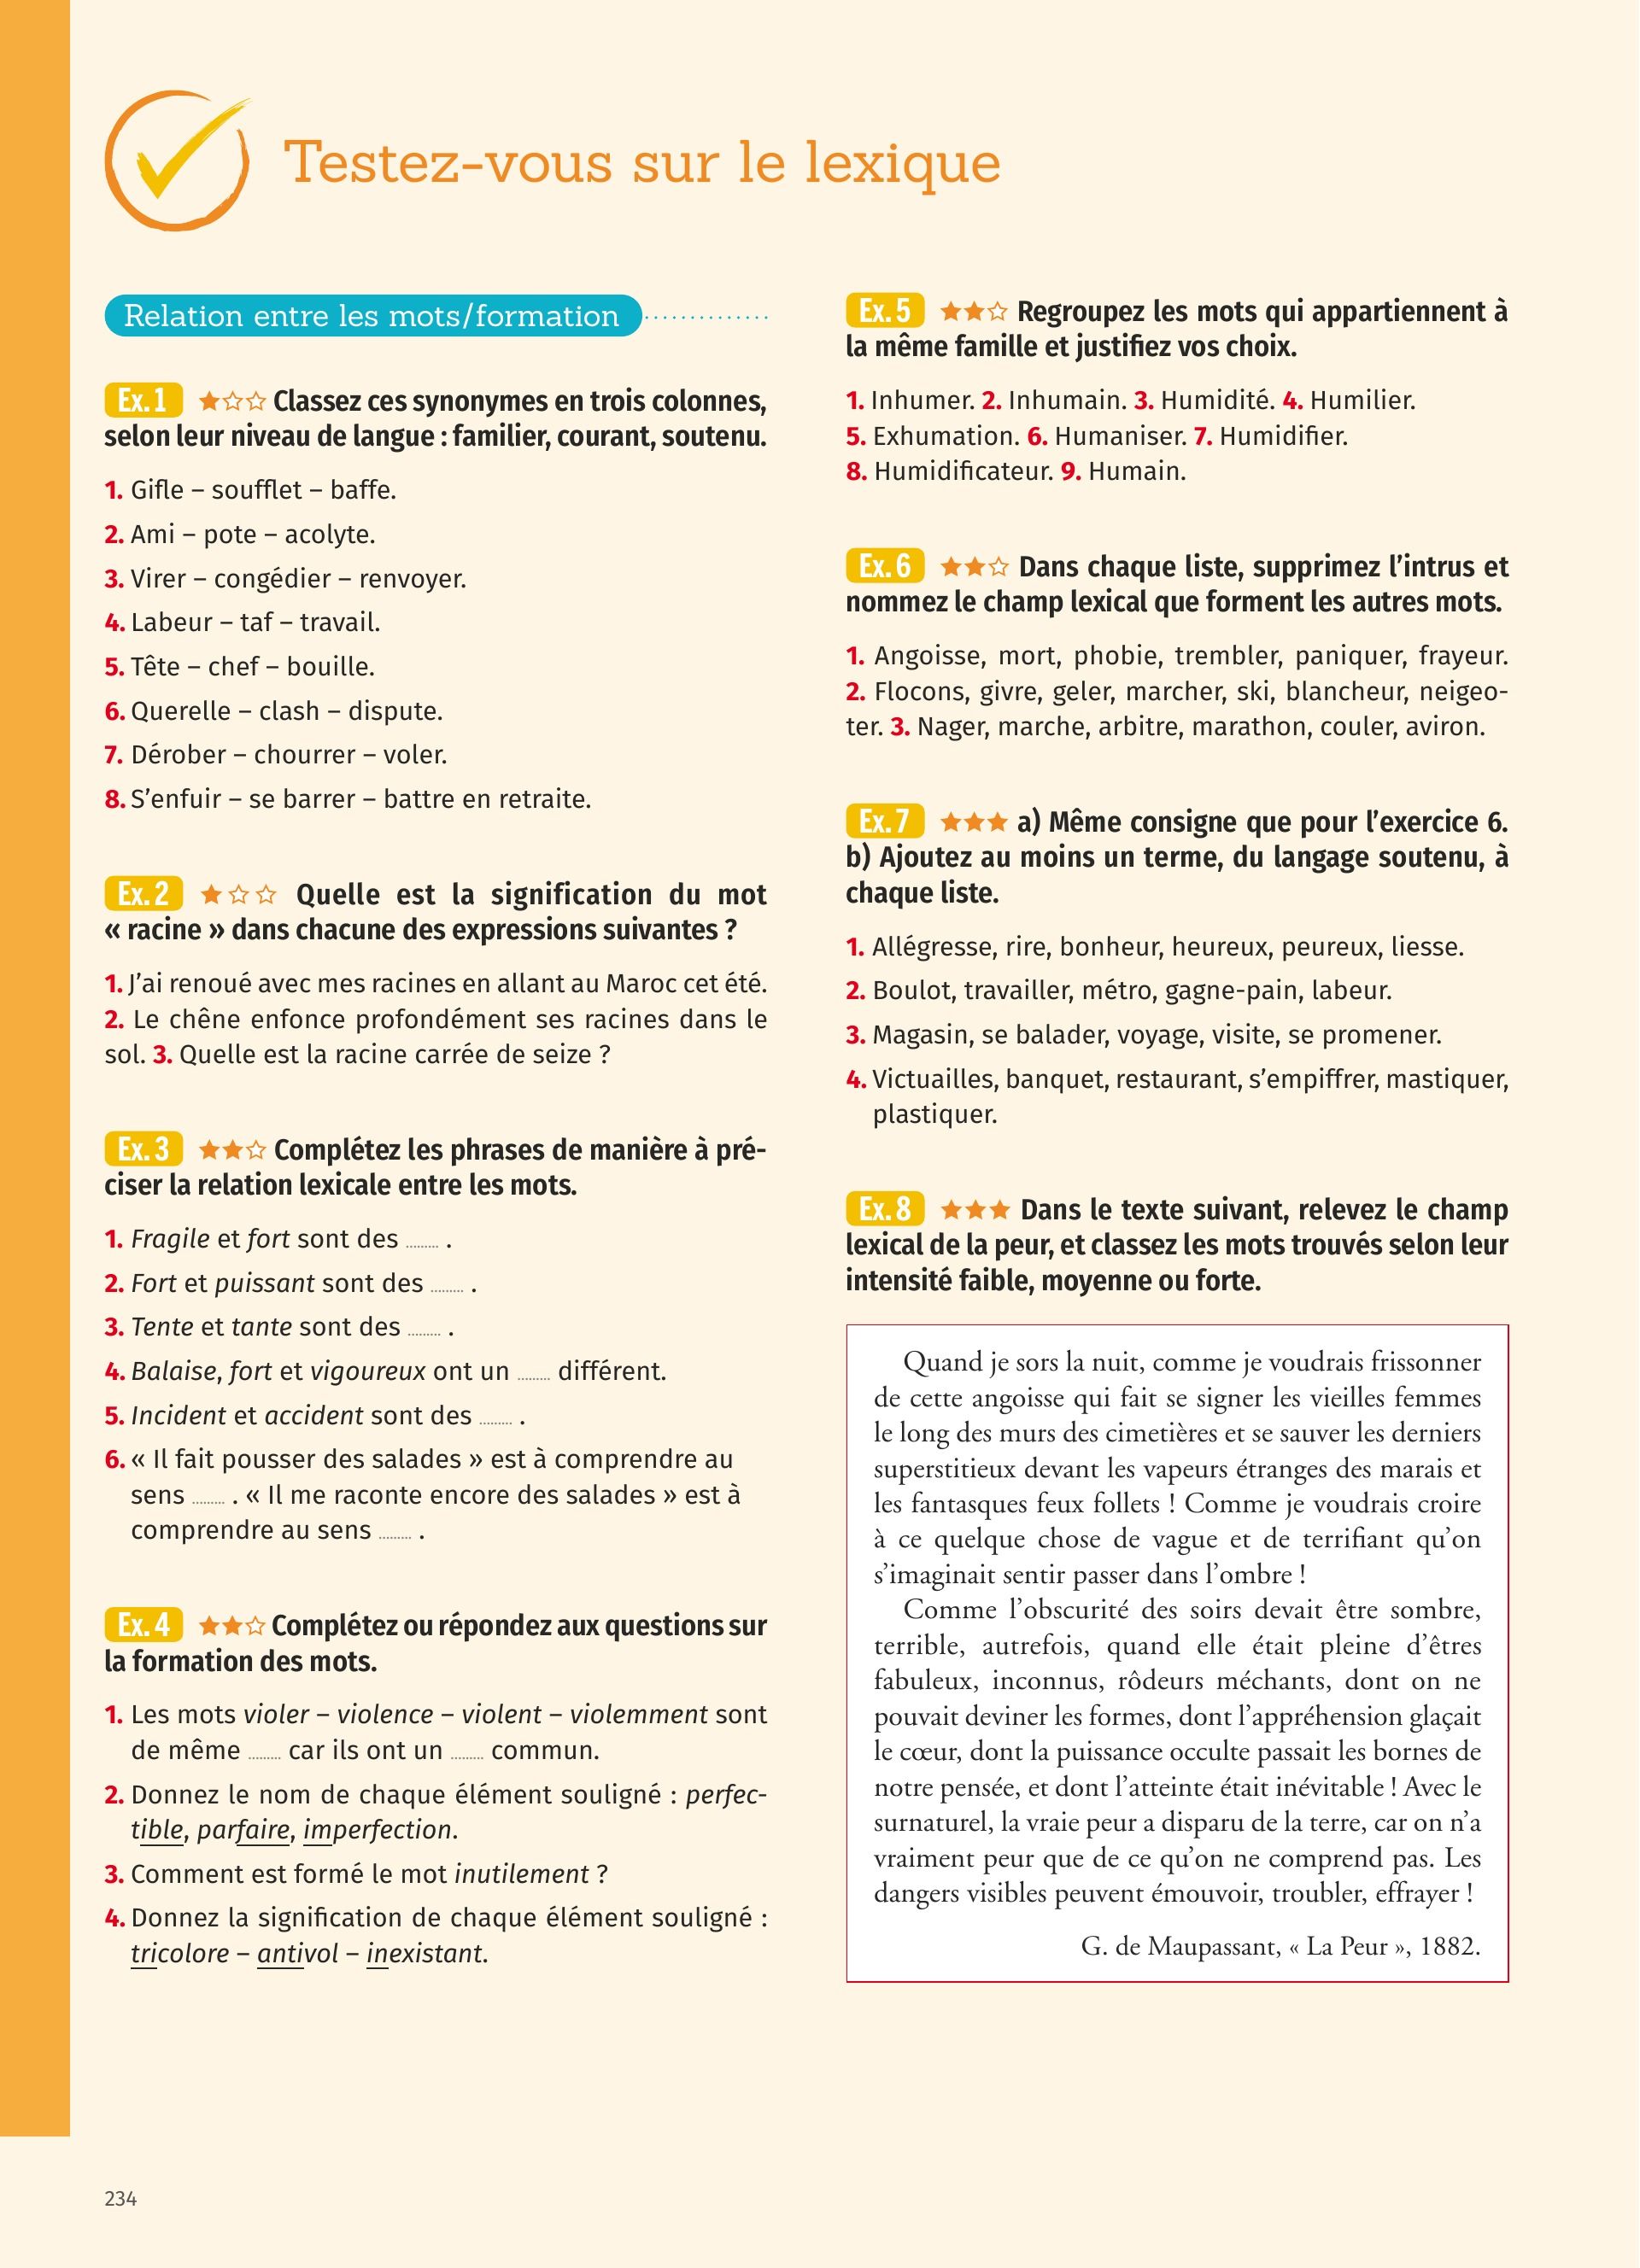 Testez-vous sur le lexique
Relation entre les mots/formation
Ex. 1 ★☆☆ Classez ces synonymes en trois colonnes,
selon leur niveau de langue : familier, courant, soutenu.
1. Gifle – soufflet – baffe.
2. Ami – pote – acolyte.
3. Virer – congédier – renvoyer.
4. Labeur – taf – travail.
5. Tête – chef – bouille.
6. Querelle – clash – dispute.
7. Dérober – chourrer – voler.
8. S’enfuir – se barrer – battre en retraite.
Ex. 2 ★☆☆ Quelle est la signification du mot
« racine » dans chacune des expressions suivantes ?
1. J’ai renoué avec mes racines en allant au Maroc cet été.
2. Le chêne enfonce profondément ses racines dans le
sol. 3. Quelle est la racine carrée de seize ?
Ex. 3 ★★☆ Complétez les phrases de manière à pré-
ciser la relation lexicale entre les mots.
1. Fragile et fort sont des ......... .
2. Fort et puissant sont des ......... .
3. Tente et tante sont des ......... .
4. Balaise, fort et vigoureux ont un ......... différent.
5. Incident et accident sont des ......... .
6. « Il fait pousser des salades » est à comprendre au
sens ......... . « Il me raconte encore des salades » est à
comprendre au sens ......... .
Ex. 4 ★★☆ Complétez ou répondez aux questions sur
la formation des mots.
1. Les mots violer – violence – violent – violemment sont
de même ......... car ils ont un ......... commun.
2. Donnez le nom de chaque élément souligné : perfec-
tible, parfaire, imperfection.
3. Comment est formé le mot inutilement ?
4. Donnez la signification de chaque élément souligné :
tricolore – antivol – inexistant.
Ex. 5 ★★☆ Regroupez les mots qui appartiennent à
la même famille et justifiez vos choix.
1. Inhumer. 2. Inhumain. 3. Humidité. 4. Humilier.
5. Exhumation. 6. Humaniser. 7. Humidifier.
8. Humidificateur. 9. Humain.
Ex. 6 ★★☆ Dans chaque liste, supprimez l’intrus et
nommez le champ lexical que forment les autres mots.
1. Angoisse, mort, phobie, trembler, paniquer, frayeur.
2. Flocons, givre, geler, marcher, ski, blancheur, neigeo-
ter. 3. Nager, marche, arbitre, marathon, couler, aviron.
Ex. 7 ★★★ a) Même consigne que pour l’exercice 6.
b) Ajoutez au moins un terme, du langage soutenu, à
chaque liste.
1. Allégresse, rire, bonheur, heureux, peureux, liesse.
2. Boulot, travailler, métro, gagne-pain, labeur.
3. Magasin, se balader, voyage, visite, se promener.
4. Victuailles, banquet, restaurant, s’empiffrer, mastiquer,
plastiquer.
Ex. 8 ★★★ Dans le texte suivant, relevez le champ
lexical de la peur, et classez les mots trouvés selon leur
intensité faible, moyenne ou forte.
Quand je sors la nuit, comme je voudrais frissonner
de cette angoisse qui fait se signer les vieilles femmes
le long des murs des cimetières et se sauver les derniers
superstitieux devant les vapeurs étranges des marais et
les fantasques feux follets ! Comme je voudrais croire
à ce quelque chose de vague et de terrifiant qu’on
s’imaginait sentir passer dans l’ombre !
Comme l’obscurité des soirs devait être sombre,
terrible, autrefois, quand elle était pleine d’êtres
fabuleux, inconnus, rôdeurs méchants, dont on ne
pouvait deviner les formes, dont l’appréhension glaçait
le cœur, dont la puissance occulte passait les bornes de
notre pensée, et dont l’atteinte était inévitable ! Avec le
surnaturel, la vraie peur a disparu de la terre, car on n’a
vraiment peur que de ce qu’on ne comprend pas. Les
dangers visibles peuvent émouvoir, troubler, effrayer !
G. de Maupassant, « La Peur », 1882.
234